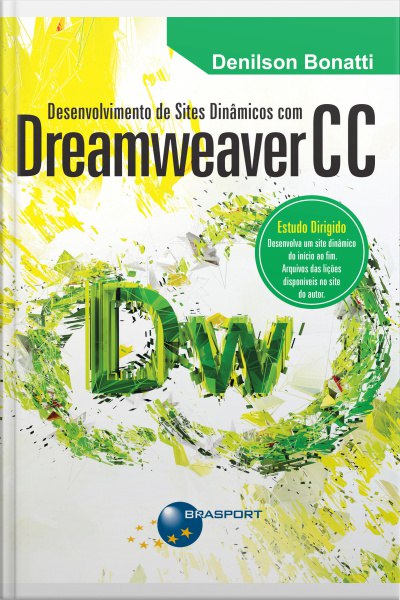 Denilson Bonatti
Desenvolvimento de Sites Dinâmicos com
Dreamweaver CC
Estudo Dirigido
Desenvolva um site dinâmico
do início ao fim.
Arquivos das lições
disponíveis no site
do autor.
Dw
BRASPORT